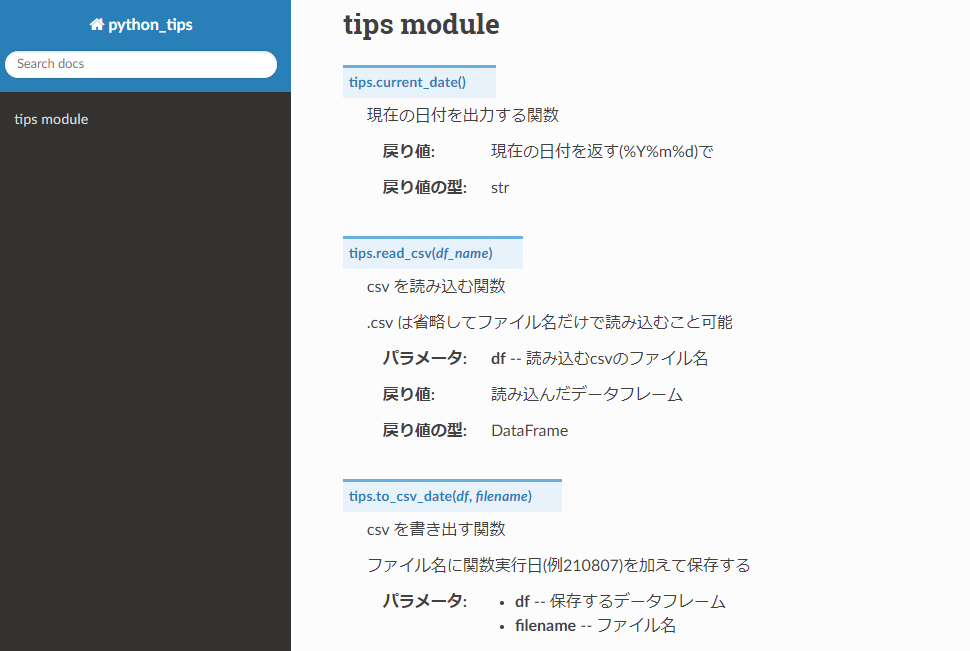 python_tips
Search docs
tips module
tips module
tips.current_date()
現在の日付を出力する関数
戻り値: 現在の日付を返す(%Y%m%d)で
戻り値の型: str
tips.read_csv(df_name)
csv を読み込む関数
.csv は省略してファイル名だけで読み込むこと可能
パラメータ: df -- 読み込むcsvのファイル名
戻り値: 読み込んだデータフレーム
戻り値の型: DataFrame
tips.to_csv_date(df, filename)
csv を書き出す関数
ファイル名に関数実行日(例210807)を加えて保存する
パラメータ: • df -- 保存するデータフレーム
• filename -- ファイル名